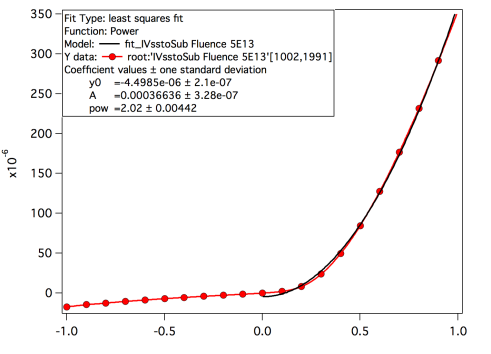 Fit Type: least squares fit
Function: Power
Model: fit_IVsstoSub Fluence 5E13
Y data: root:'IVsstoSub Fluence 5E13'[1002,1991]
Coefficient values ± one standard deviation
y0 =-4.4985e-06 ± 2.1e-07
A =0.00036636 ± 3.28e-07
pow =2.02 ± 0.00442
350
300
250
200
150
100
50
0
x10-6
-1.0 -0.5 0.0 0.5 1.0